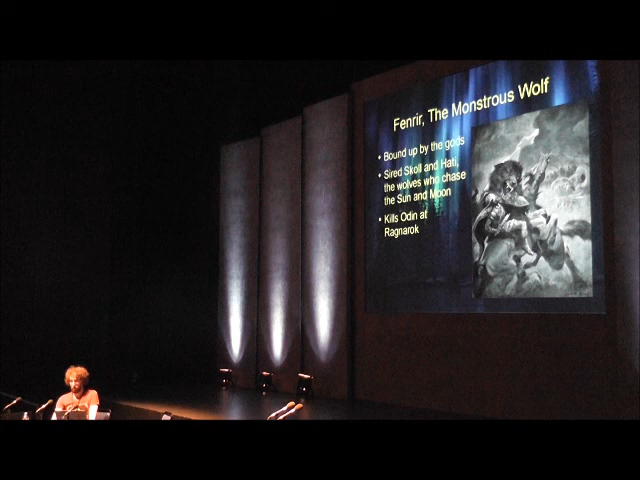 Fenrir, The Monstrous Wolf
• Bound up by the gods
• Sired Skoll and Hati,
the wolves who chase
the Sun and Moon
• Kills Odin at
Ragnarok